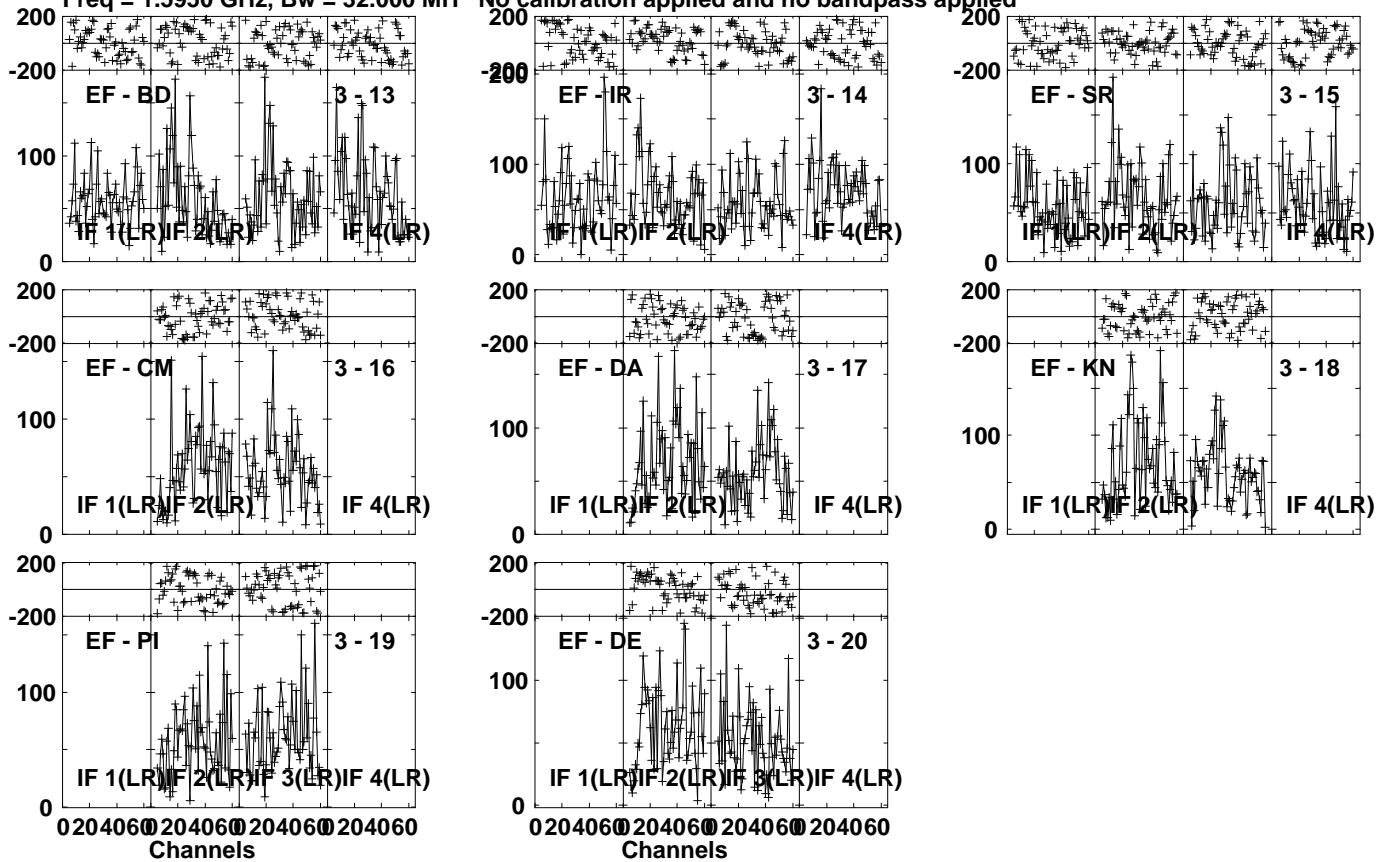 Freq = 1.5950 GHz, Bw = 32.000 MH No calibration applied and no bandpass applied
200
-200
EF - BD
3 - 13
100
IF 1(LR)
IF 2(LR)
IF 4(LR)
0
200
-200
200
EF - IR
3 - 14
100
IF 1(LR)
IF 2(LR)
IF 4(LR)
0
200
-200
EF - SR
3 - 15
100
IF 1(LR)
IF 2(LR)
IF 4(LR)
0
200
-200
EF - CM
3 - 16
100
IF 1(LR)
IF 2(LR)
IF 4(LR)
0
200
-200
EF - DA
3 - 17
100
IF 1(LR)
IF 2(LR)
IF 4(LR)
0
200
-200
EF - KN
3 - 18
100
IF 1(LR)
IF 2(LR)
IF 4(LR)
0
200
-200
EF - PI
3 - 19
100
IF 1(LR)
IF 2(LR)
IF 3(LR)
IF 4(LR)
0
0 20 40 60 0 20 40 60 0 20 40 60 0 20 40 60
Channels
200
-200
EF - DE
3 - 20
100
IF 1(LR)
IF 2(LR)
IF 3(LR)
IF 4(LR)
0
0 20 40 60 0 20 40 60 0 20 40 60 0 20 40 60
Channels